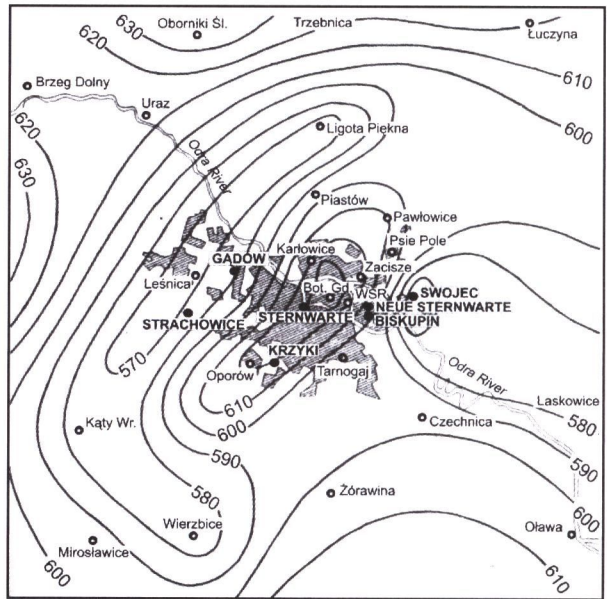 630
Oborniki Śl.
Trzebnica
Łuczyna
620
610
Brzeg Dolny
600
Uraz
620
Ligota Piękna
630
Odra River
Piastów
Pawłowice
Psie Pole
Karłowice
GĄDÓW
Zacisze
Leśnica
Bot. Gd.
WŚR
SWOJEC
NEUE STERNWARTE
STRACHOWICE
STERNWARTE
BISKUPIN
570
KRZYKI
Oporów
Tarnogaj
Odra River
610
Laskowice
600
580
Kąty Wr.
Czechnica
590
590
580
Żórawina
600
Wierzbice
Oława
Mirosławice
600
610